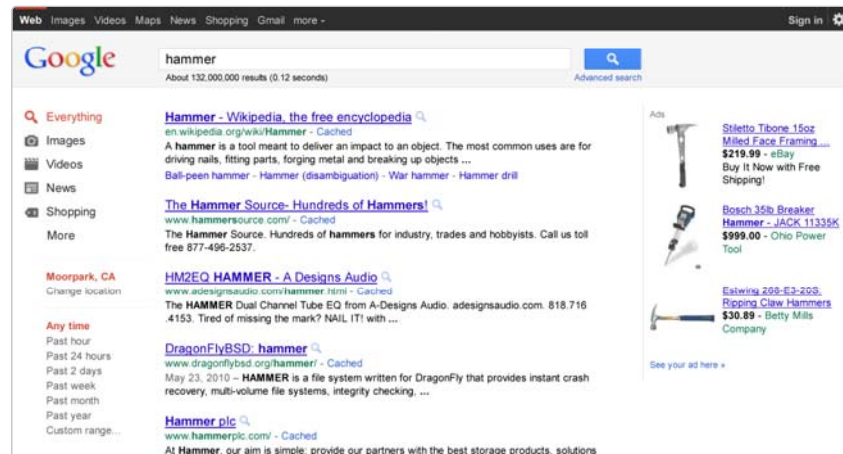 Web Images Videos Maps News Shopping Gmail more Sign in
Google
hammer
About 132,000,000 results (0.12 seconds)
Advanced search
Everything
Images
Videos
News
Shopping
More
Moorpark, CA
Change location
Any time
Past hour
Past 24 hours
Past 2 days
Past week
Past month
Past year
Custom range...
Hammer - Wikipedia, the free encyclopedia
en.wikipedia.org/wiki/Hammer - Cached
A hammer is a tool meant to deliver an impact to an object. The most common uses are for
driving nails, fitting parts, forging metal and breaking up objects ...
Ball-peen hammer - Hammer (disambiguation) - War hammer - Hammer drill
The Hammer Source- Hundreds of Hammers!
www.hammersource.com/ - Cached
The Hammer Source. Hundreds of hammers for industry, trades and hobbyists. Call us toll
free 877-496-2537.
HM2EQ HAMMER - A Designs Audio
www.adesignsaudio.com/hammer.html - Cached
The HAMMER Dual Channel Tube EQ from A-Designs Audio. adesignsaudio.com. 818.716
.4153. Tired of missing the mark? NAIL IT! with ...
DragonFlyBSD: hammer
www.dragonflybsd.org/hammer/ - Cached
May 23, 2010 – HAMMER is a file system written for DragonFly that provides instant crash
recovery, multi-volume file systems, integrity checking, ...
Hammer plc
www.hammerplc.com/ - Cached
At Hammer, our aim is simple: provide our partners with the best storage products, solutions
Ads
Stiletto Tibone 15oz
Milled Face Framing ...
$219.99 - eBay
Buy It Now with Free
Shipping!
Bosch 35lb Breaker
Hammer - JACK 11335K
$999.00 - Ohio Power
Tool
Estwing 268-E3-20S.
Ripping Claw Hammers
$30.89 - Betty Mills
Company
See your ad here »